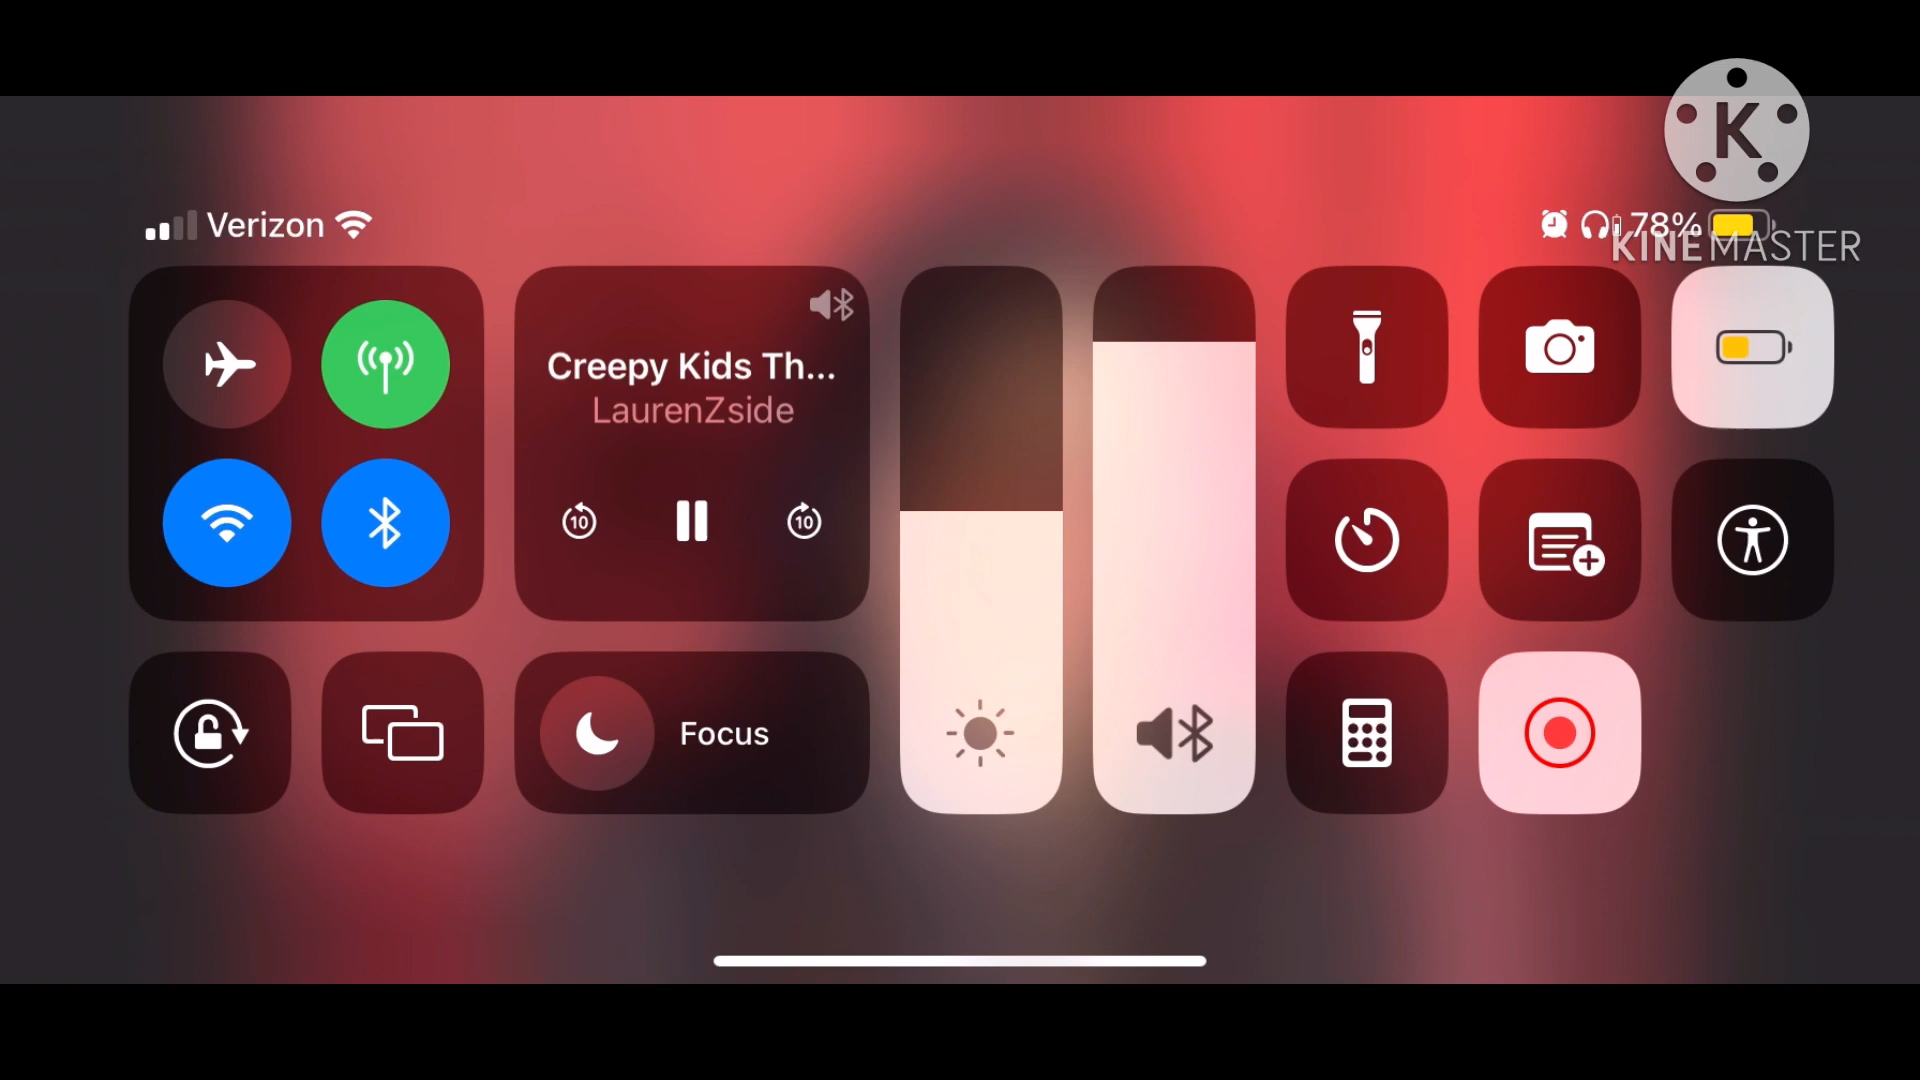 K
KINEMASTER
Verizon
78%
Creepy Kids Th...
LaurenZside
10
10
Focus